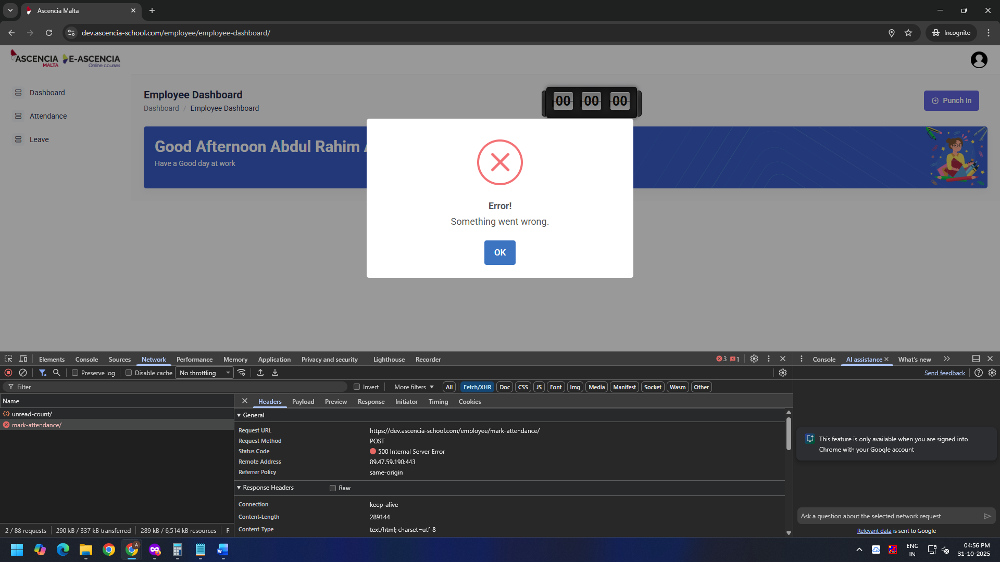 Ascencia Malta
dev.ascencia-school.com/employee/employee-dashboard/
Incognito
ASCENCIA
MALTA
E-ASCENCIA
Online courses
Dashboard
Attendance
Leave
Employee Dashboard
Dashboard / Employee Dashboard
00 00 00
Punch In
Good Afternoon Abdul Rahim
Have a Good day at work
Error!
Something went wrong.
OK
Elements Console Sources Network Performance Memory Application Privacy and security Lighthouse Recorder
3 1
Console AI assistance What's new
Preserve log Disable cache No throttling
Send feedback
Filter
Invert More filters All Fetch/XHR Doc CSS JS Font Img Media Manifest Socket Wasm Other
Name
Headers Payload Preview Response Initiator Timing Cookies
unread-count/
mark-attendance/
General
Request URL https://dev.ascencia-school.com/employee/mark-attendance/
Request Method POST
Status Code 500 Internal Server Error
Remote Address 89.47.59.190:443
Referrer Policy same-origin
Response Headers Raw
Connection keep-alive
Content-Length 289144
Content-Type text/html; charset=utf-8
This feature is only available when you are signed into
Chrome with your Google account
Ask a question about the selected network request
Relevant data is sent to Google
2 / 88 requests 290 kB / 337 kB transferred 289 kB / 6,514 kB resources Fi
A
ENG
IN
04:56 PM
31-10-2025